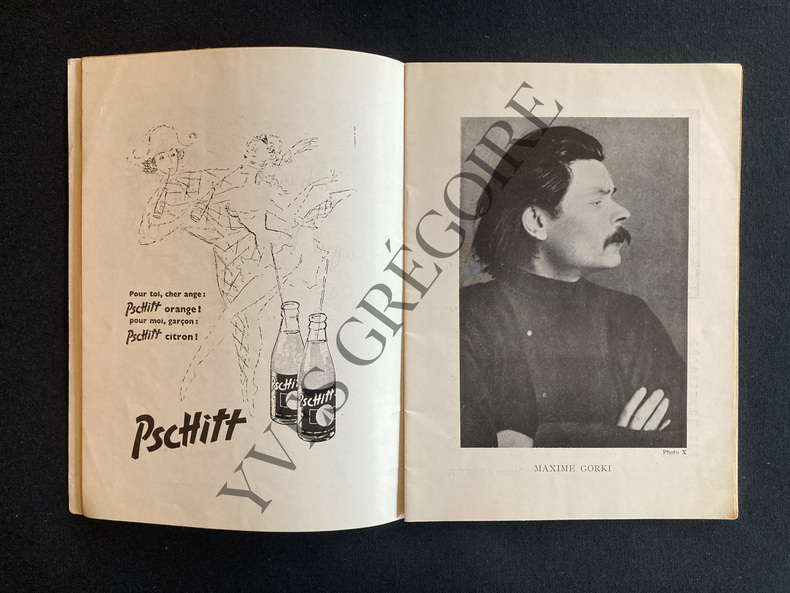 Pour toi, cher ange :
Pschitt orange !
pour moi, garçon :
Pschitt citron !
Pschitt
Pschitt
Pschitt
Photo X
MAXIME GORKI
YVES GRÉGOIRE